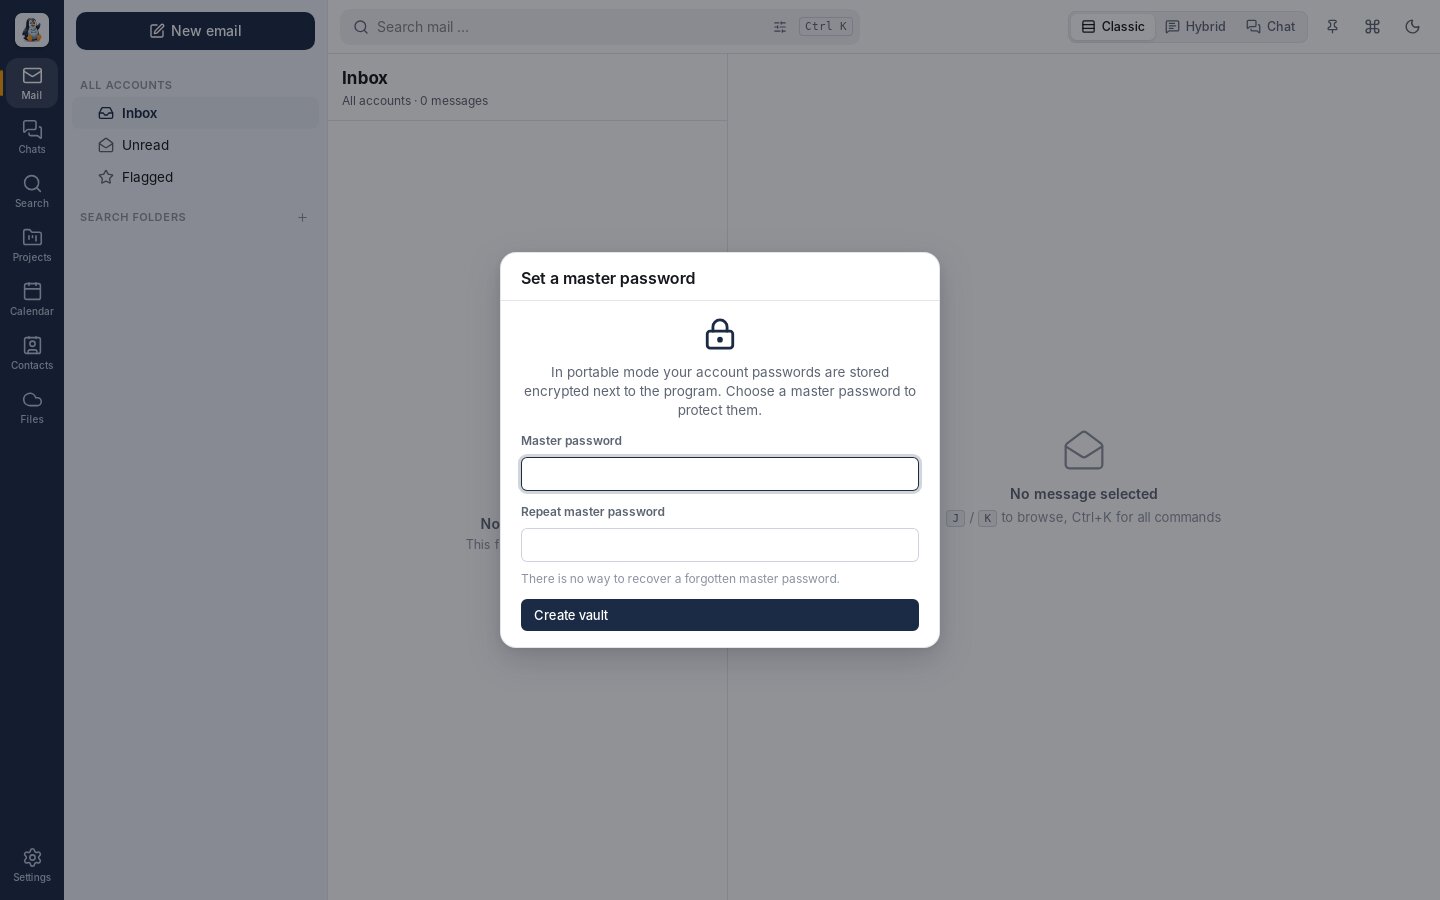 New email
Search mail ...
Ctrl K
Classic
Hybrid
Chat
Mail
Chats
Search
Projects
Calendar
Contacts
Files
Settings
ALL ACCOUNTS
Inbox
Unread
Flagged
SEARCH FOLDERS
Inbox
All accounts · 0 messages
No
This f
Set a master password
In portable mode your account passwords are stored
encrypted next to the program. Choose a master password to
protect them.
Master password
Repeat master password
There is no way to recover a forgotten master password.
Create vault
No message selected
J / K to browse, Ctrl+K for all commands